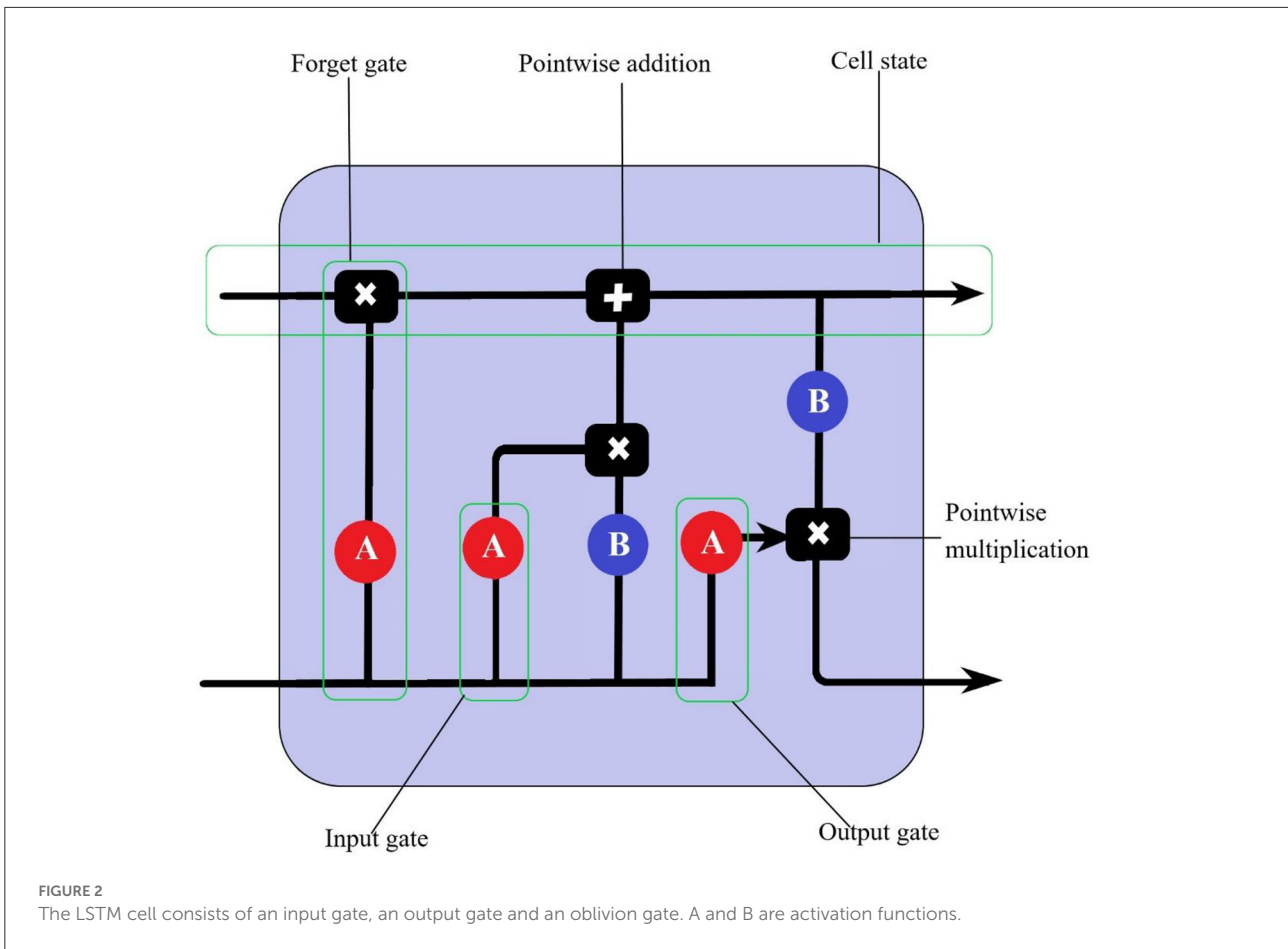 Forget gate
Pointwise addition
Cell state
×
+
×
B
A
A
B
A
×
Pointwise
multiplication
Input gate
Output gate
FIGURE 2
The LSTM cell consists of an input gate, an output gate and an oblivion gate. A and B are activation functions.